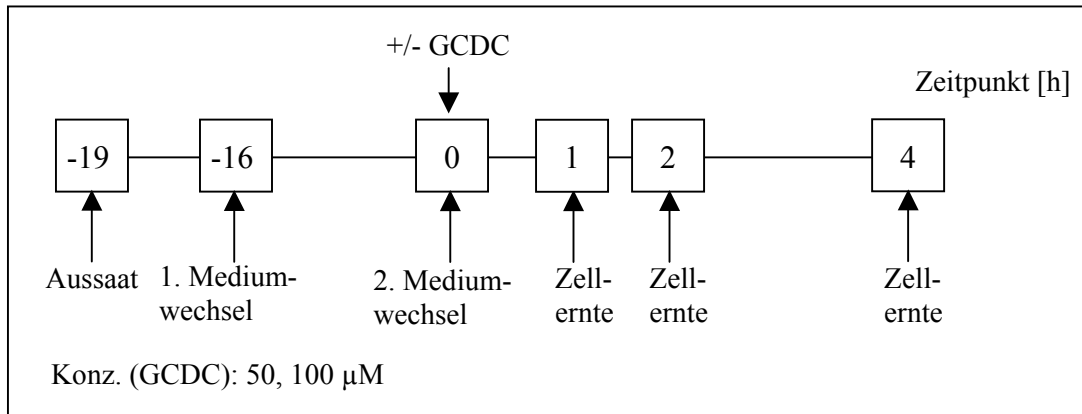 +/- GCDC
Zeitpunkt [h]
-19
-16
0
1
2
4
Aussaat
1. Medium-
wechsel
2. Medium-
wechsel
Zell-
ernte
Zell-
ernte
Zell-
ernte
Konz. (GCDC): 50, 100 µM